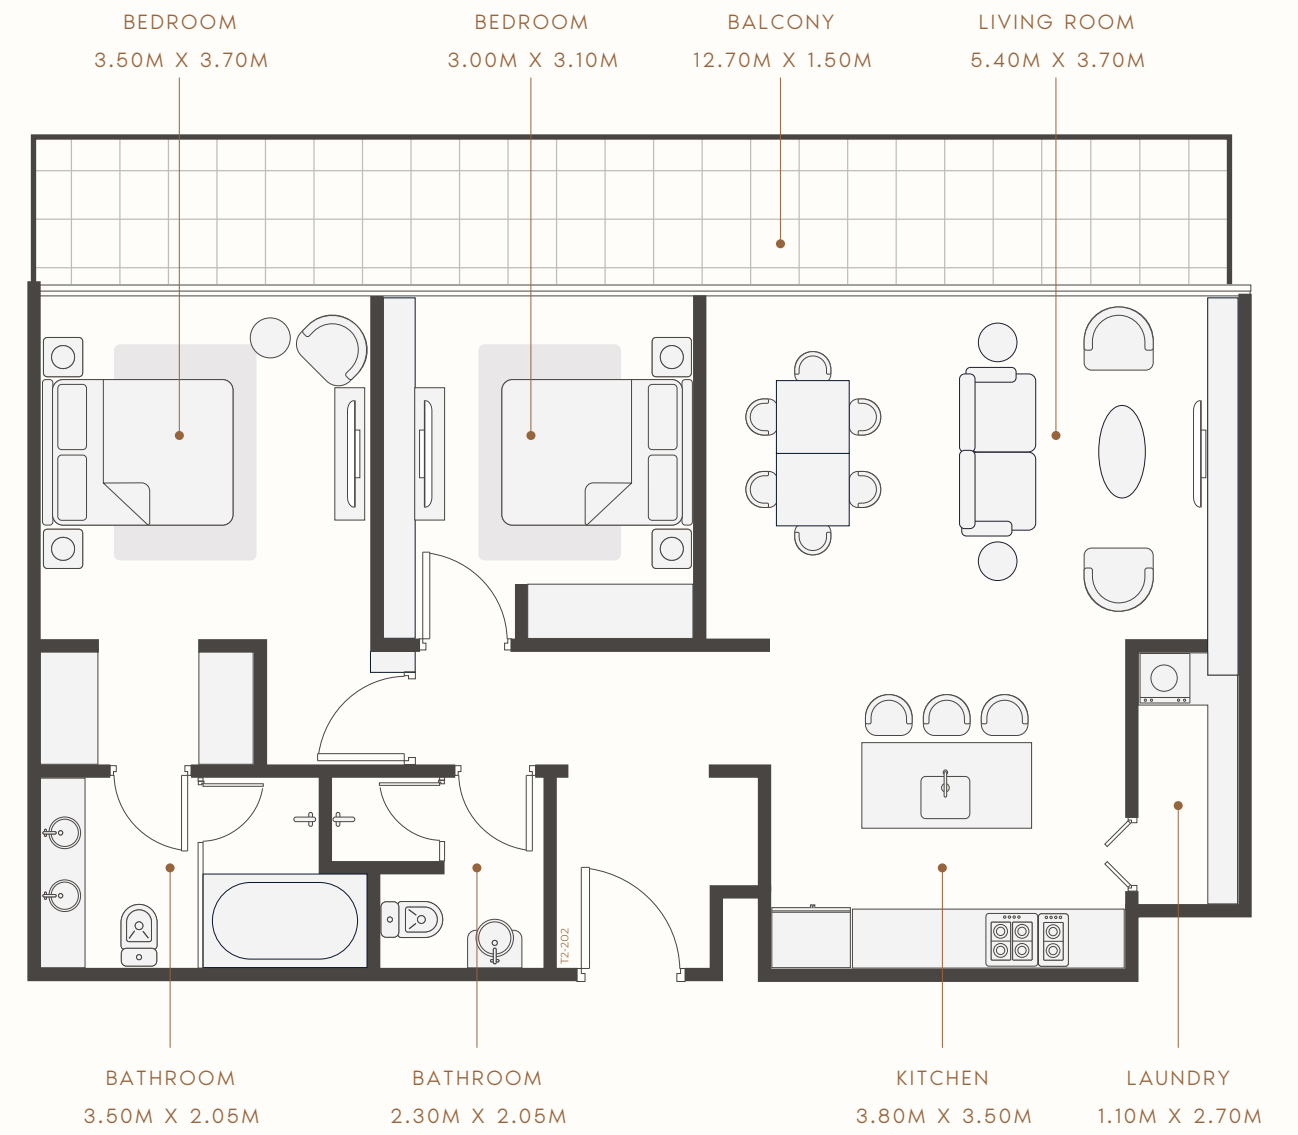 BEDROOM
3.50M X 3.70M
BEDROOM
3.00M X 3.10M
BALCONY
12.70M X 1.50M
LIVING ROOM
5.40M X 3.70M
T2-202
BATHROOM
3.50M X 2.05M
BATHROOM
2.30M X 2.05M
KITCHEN
3.80M X 3.50M
LAUNDRY
1.10M X 2.70M